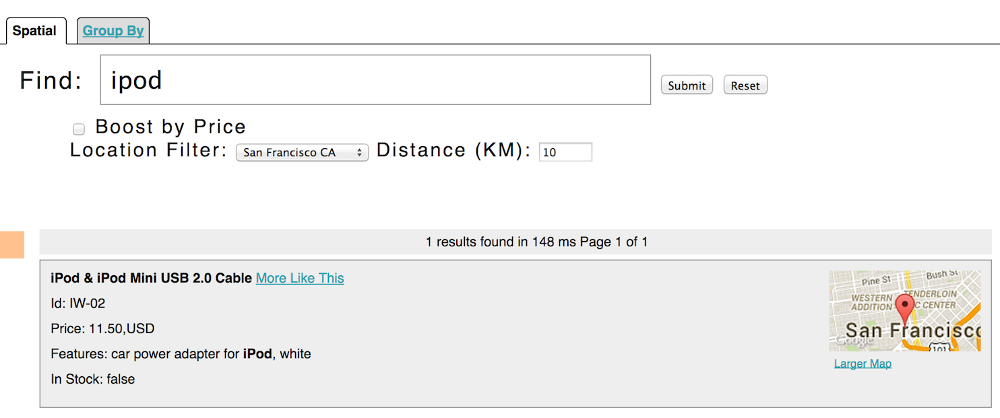 Spatial Group By
Find: ipod Submit Reset
Boost by Price
Location Filter: San Francisco CA Distance (KM): 10
1 results found in 148 ms Page 1 of 1
iPod & iPod Mini USB 2.0 Cable More Like This
Id: IW-02
Price: 11.50,USD
Features: car power adapter for iPod, white
In Stock: false
Pine St Bush St
WESTERN TENDERLOIN
ADDITION C CENTER
San Francisco
Google
101
Larger Map